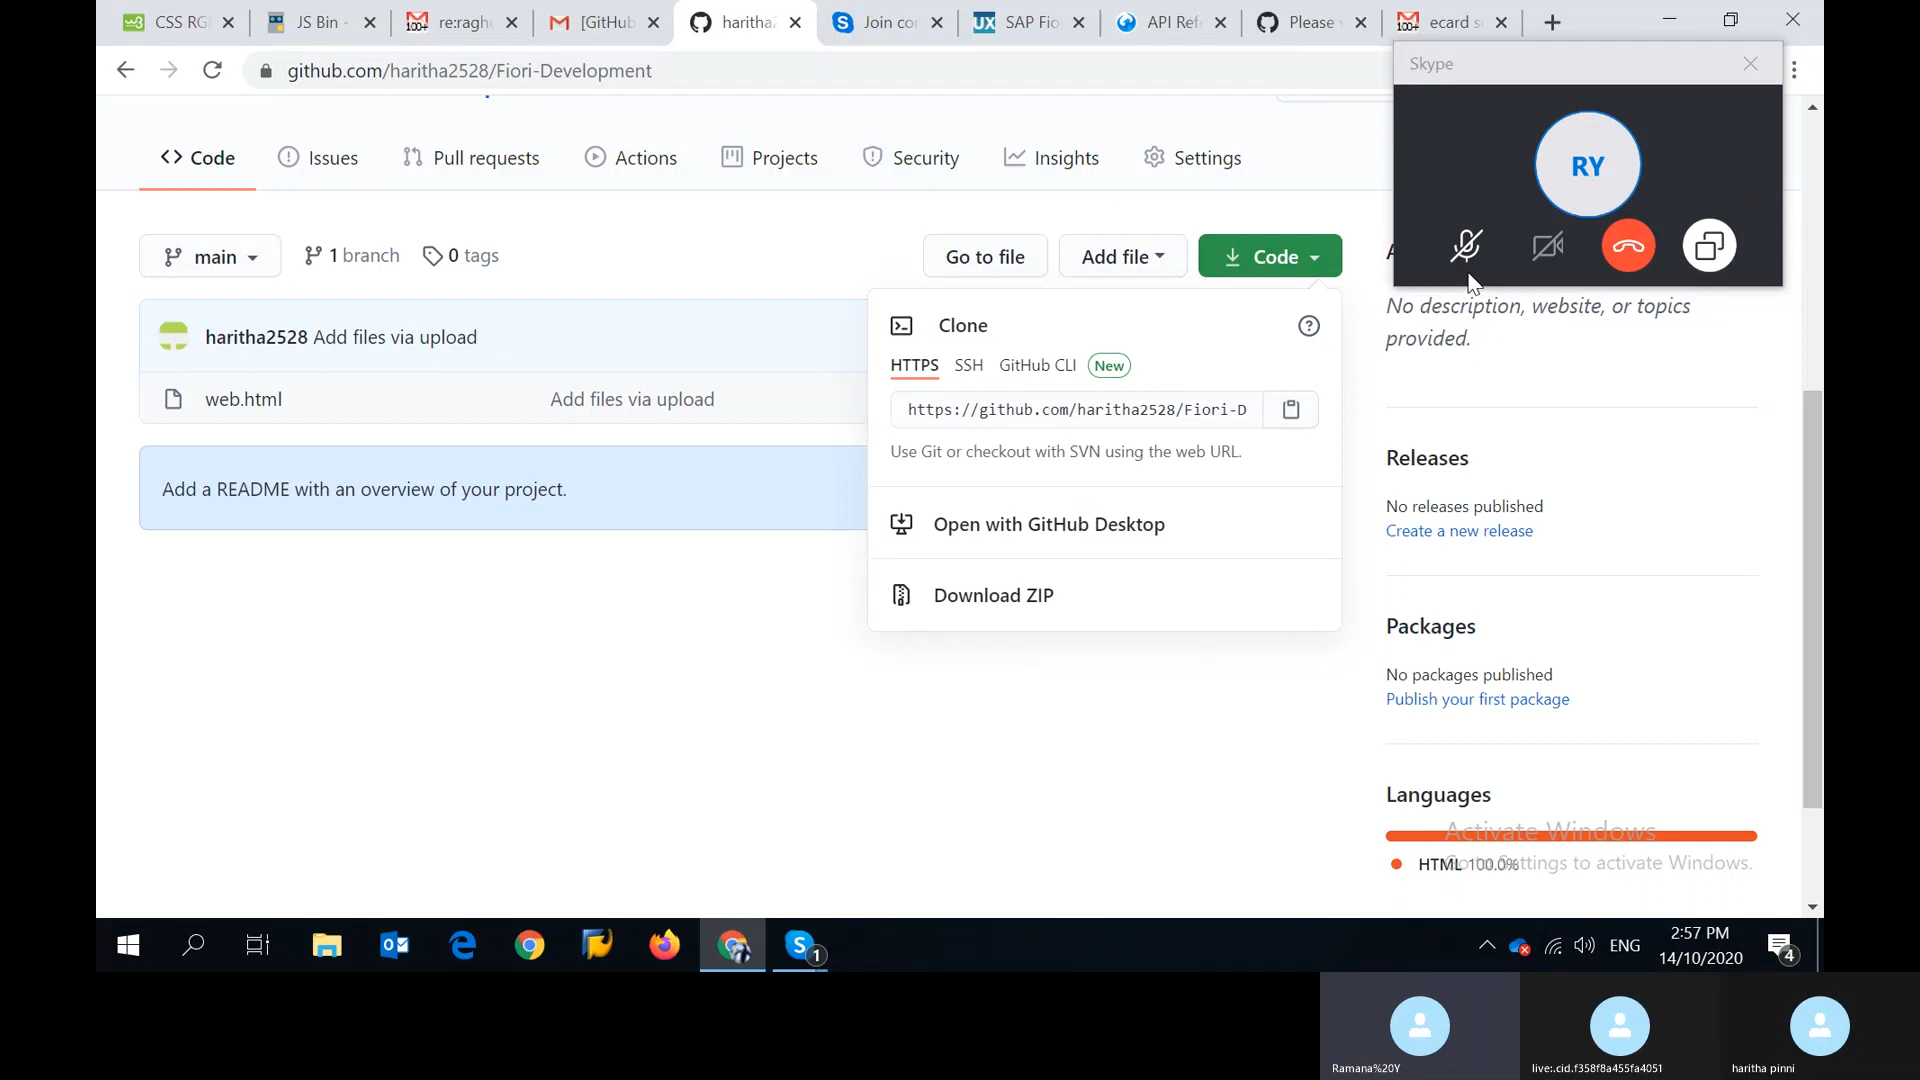 CSS RG
JS Bin -
100+
re:raghu
[GitHub
haritha2
Join co
UX
SAP Fio
API Ref
Please v
100+
ecard s
github.com/haritha2528/Fiori-Development
Skype
RY
Code
Issues
Pull requests
Actions
Projects
Security
Insights
Settings
main
1 branch
0 tags
Go to file
Add file
Code
haritha2528 Add files via upload
web.html
Add files via upload
Add a README with an overview of your project.
Clone
HTTPS
SSH
GitHub CLI
New
https://github.com/haritha2528/Fiori-D
Use Git or checkout with SVN using the web URL.
Open with GitHub Desktop
Download ZIP
No description, website, or topics
provided.
Releases
No releases published
Create a new release
Packages
No packages published
Publish your first package
Languages
HTML 100.0%
Activate Windows
Go to Settings to activate Windows.
1
ENG
2:57 PM
14/10/2020
4
Ramana%20Y
live:.cid.f358f8a455fa4051
haritha pinni